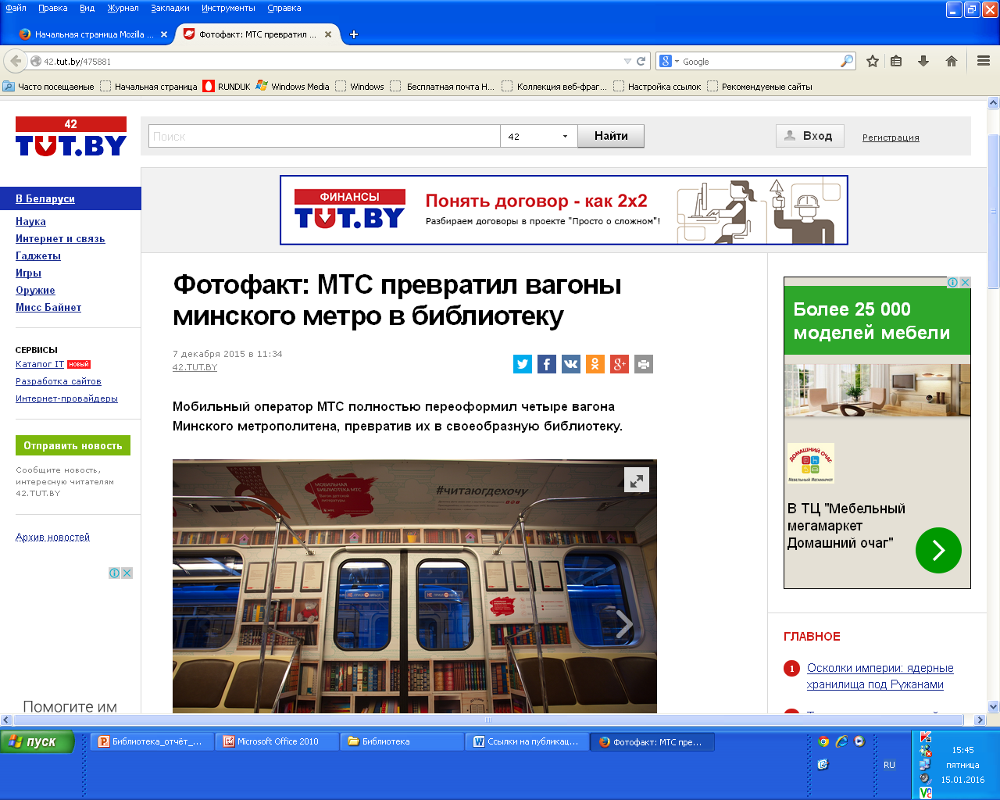 Файл Правка Вид Журнал Закладки Инструменты Справка
Начальная страница Mozilla ...
Фотофакт: МТС превратил ...
42.tut.by/475881
Google
Часто посещаемые Начальная страница RUNDUK Windows Media Windows Бесплатная почта H... Коллекция веб-фраг... Настройка ссылок Рекомендуемые сайты
42
TUT.BY
Поиск
42
Найти
Вход
Регистрация
В Беларуси
Наука
Интернет и связь
Гаджеты
Игры
Оружие
Мисс Байнет
СЕРВИСЫ
Каталог IT новый
Разработка сайтов
Интернет-провайдеры
Отправить новость
Сообщите новость,
интересную читателям
42.TUT.BY
Архив новостей
Помогите им
ФИНАНСЫ
TUT.BY
Понять договор - как 2x2
Разбираем договоры в проекте "Просто о сложном"!
Фотофакт: МТС превратил вагоны
минского метро в библиотеку
7 декабря 2015 в 11:34
42.TUT.BY
Мобильный оператор МТС полностью переоформил четыре вагона
Минского метрополитена, превратив их в своеобразную библиотеку.
МОБИЛЬНАЯ
БИБЛИОТЕКА МТС
#читаюгдехочу
Более 25 000
моделей мебели
ДОМАШНИЙ ОЧАГ
Мебельный Мегамаркет
В ТЦ "Мебельный
мегамаркет
Домашний очаг"
ГЛАВНОЕ
1 Осколки империи: ядерные
хранилища под Ружанами
пуск
Библиотека_отчёт_...
Microsoft Office 2010
Библиотека
Ссылки на публикац...
Фотофакт: МТС пре...
RU
15:45
пятница
15.01.2016